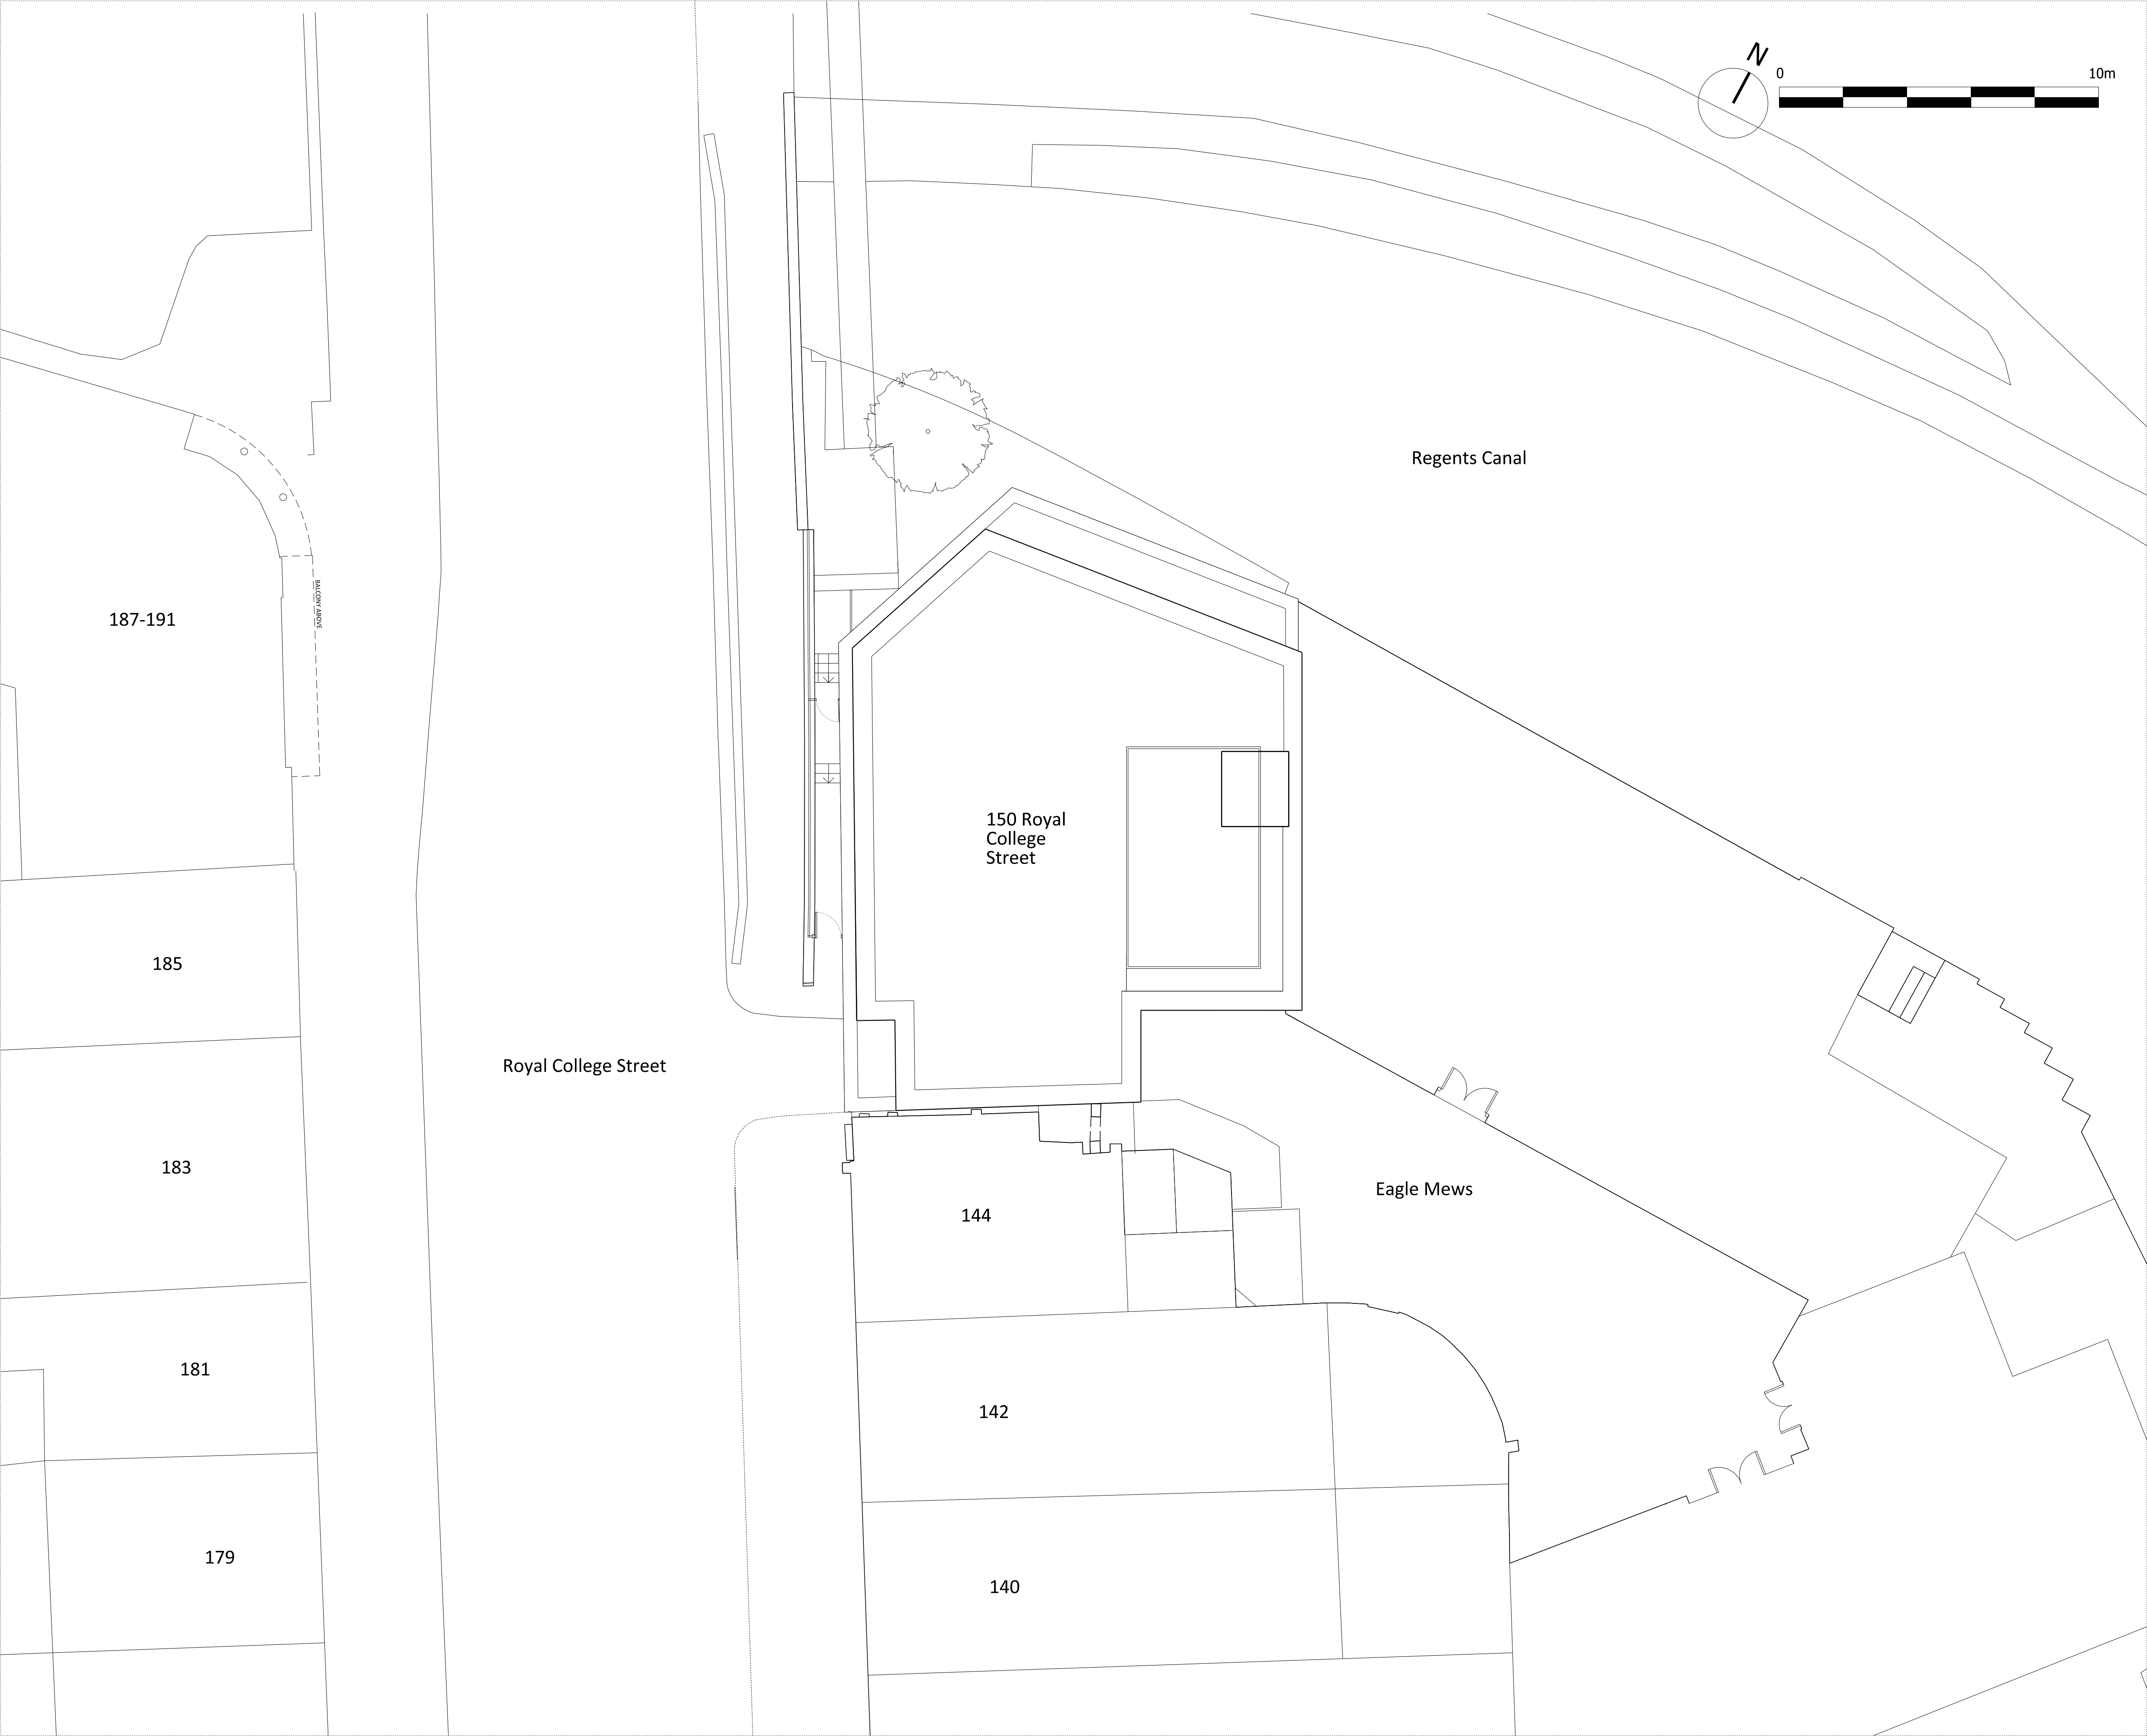 N
0
10m
Regents Canal
BALCONY ABOVE
187-191
150 Royal
College
Street
185
Royal College Street
183
Eagle Mews
144
181
142
179
140